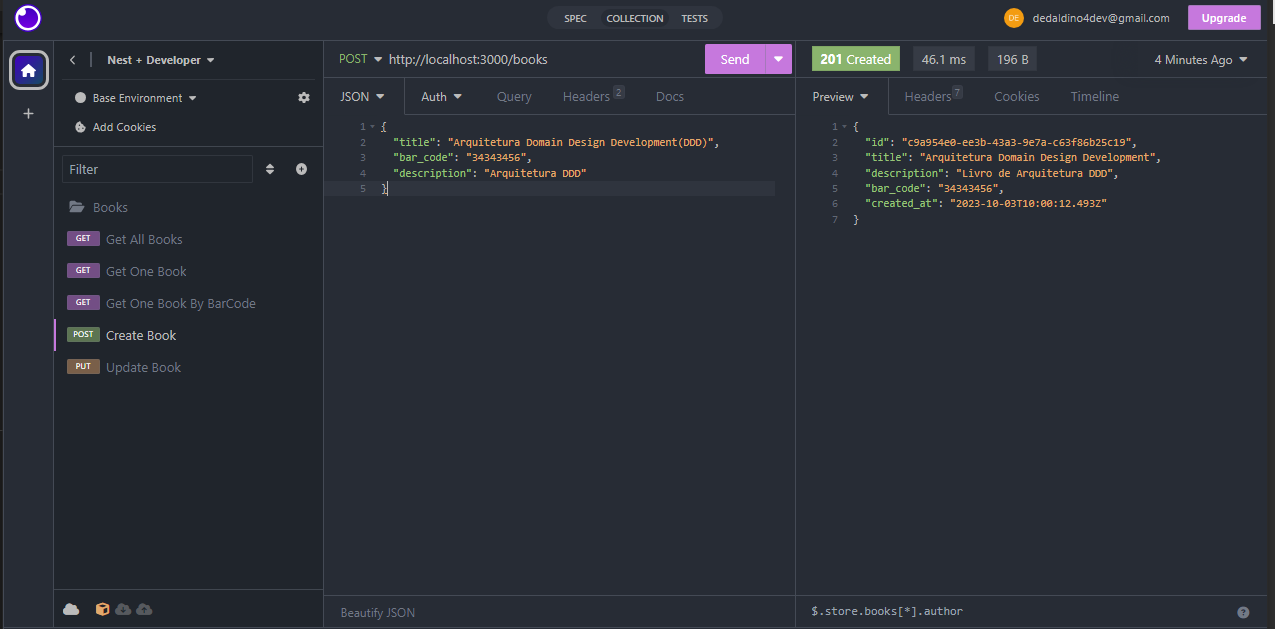 SPEC COLLECTION TESTS
DE dedaldino4dev@gmail.com Upgrade
Nest + Developer
Base Environment
Add Cookies
Filter
Books
GET Get All Books
GET Get One Book
GET Get One Book By BarCode
POST Create Book
PUT Update Book
POST http://localhost:3000/books Send
JSON Auth Query Headers 2 Docs
1 {
2 "title": "Arquitetura Domain Design Development(DDD)",
3 "bar_code": "34343456",
4 "description": "Arquitetura DDD"
5 }
Beautify JSON
201 Created 46.1 ms 196 B 4 Minutes Ago
Preview Headers 7 Cookies Timeline
1 {
2 "id": "c9a954e0-ee3b-43a3-9e7a-c63f86b25c19",
3 "title": "Arquitetura Domain Design Development",
4 "description": "Livro de Arquitetura DDD",
5 "bar_code": "34343456",
6 "created_at": "2023-10-03T10:00:12.493Z"
7 }
$.store.books[*].author